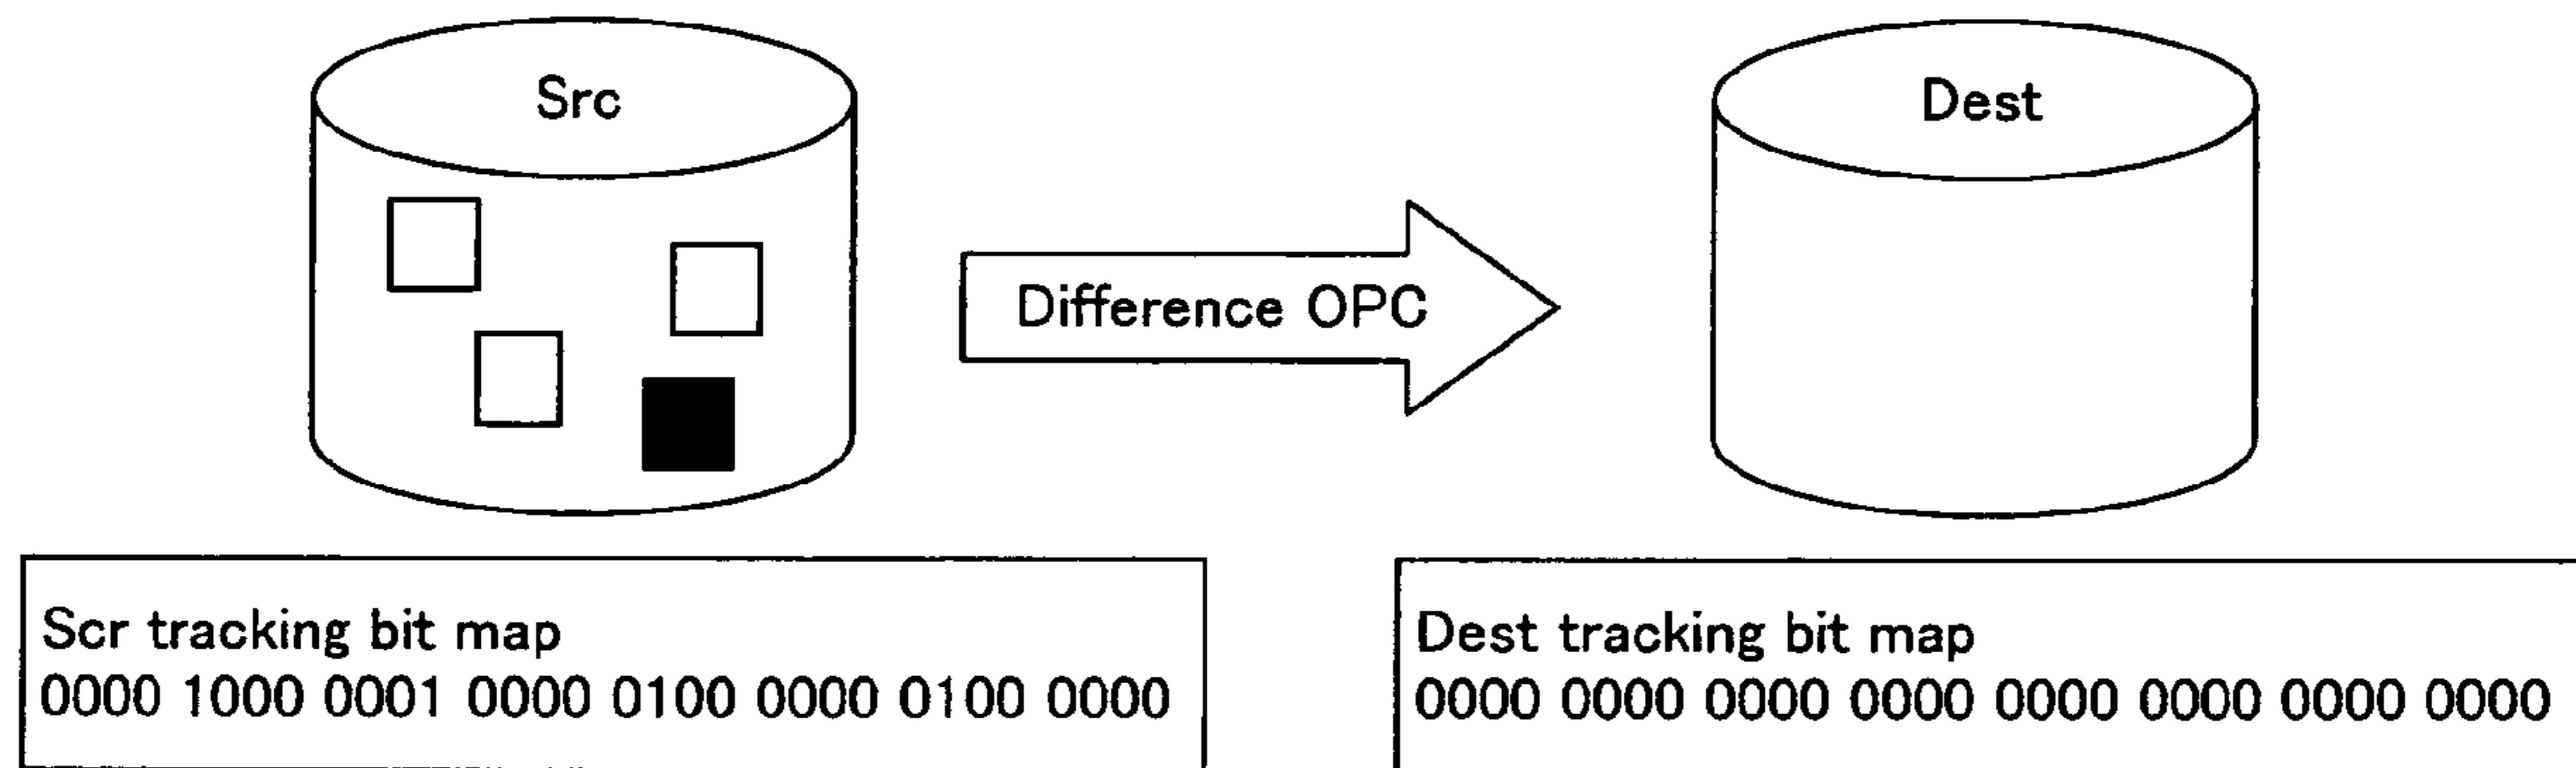 Src
Dest
Difference OPC
Scr tracking bit map
0000 1000 0001 0000 0100 0000 0100 0000
Dest tracking bit map
0000 0000 0000 0000 0000 0000 0000 0000